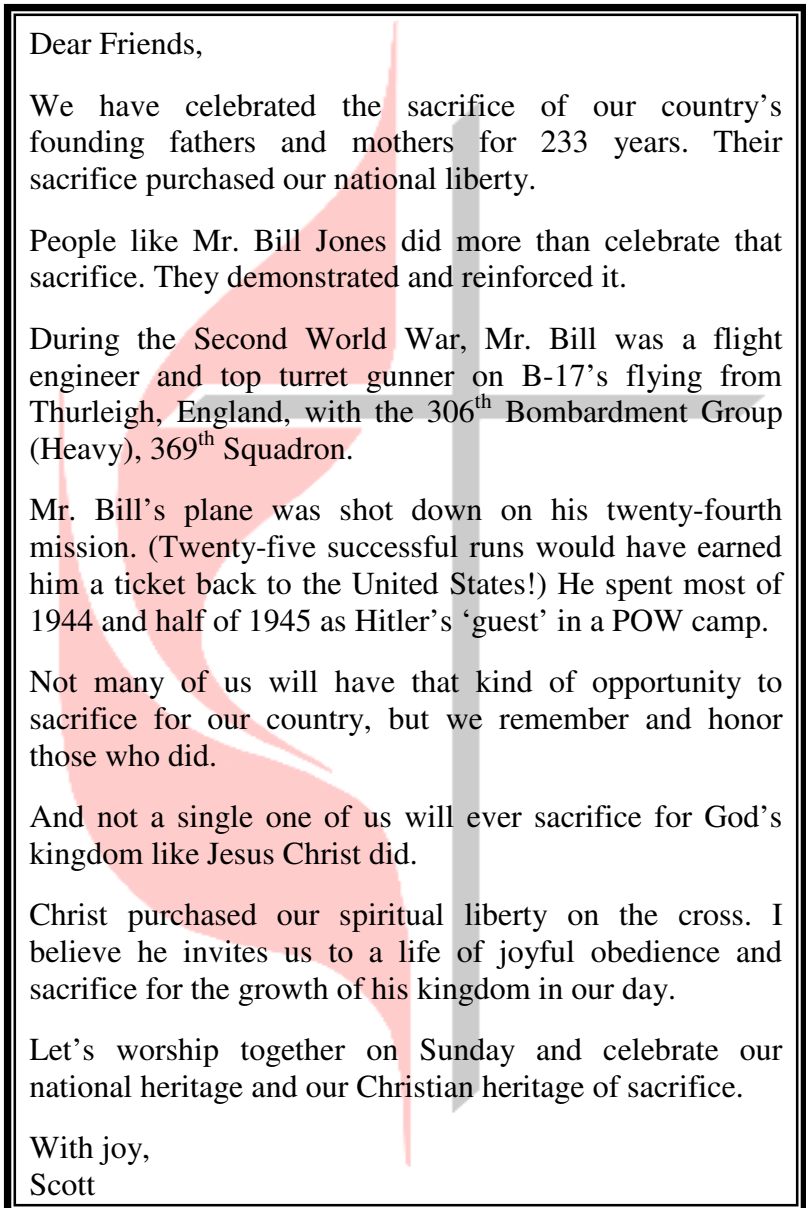 Dear Friends,
We have celebrated the sacrifice of our country’s
founding fathers and mothers for 233 years. Their
sacrifice purchased our national liberty.
People like Mr. Bill Jones did more than celebrate that
sacrifice. They demonstrated and reinforced it.
During the Second World War, Mr. Bill was a flight
engineer and top turret gunner on B-17’s flying from
Thurleigh, England, with the 306th Bombardment Group
(Heavy), 369th Squadron.
Mr. Bill’s plane was shot down on his twenty-fourth
mission. (Twenty-five successful runs would have earned
him a ticket back to the United States!) He spent most of
1944 and half of 1945 as Hitler’s ‘guest’ in a POW camp.
Not many of us will have that kind of opportunity to
sacrifice for our country, but we remember and honor
those who did.
And not a single one of us will ever sacrifice for God’s
kingdom like Jesus Christ did.
Christ purchased our spiritual liberty on the cross. I
believe he invites us to a life of joyful obedience and
sacrifice for the growth of his kingdom in our day.
Let’s worship together on Sunday and celebrate our
national heritage and our Christian heritage of sacrifice.
With joy,
Scott